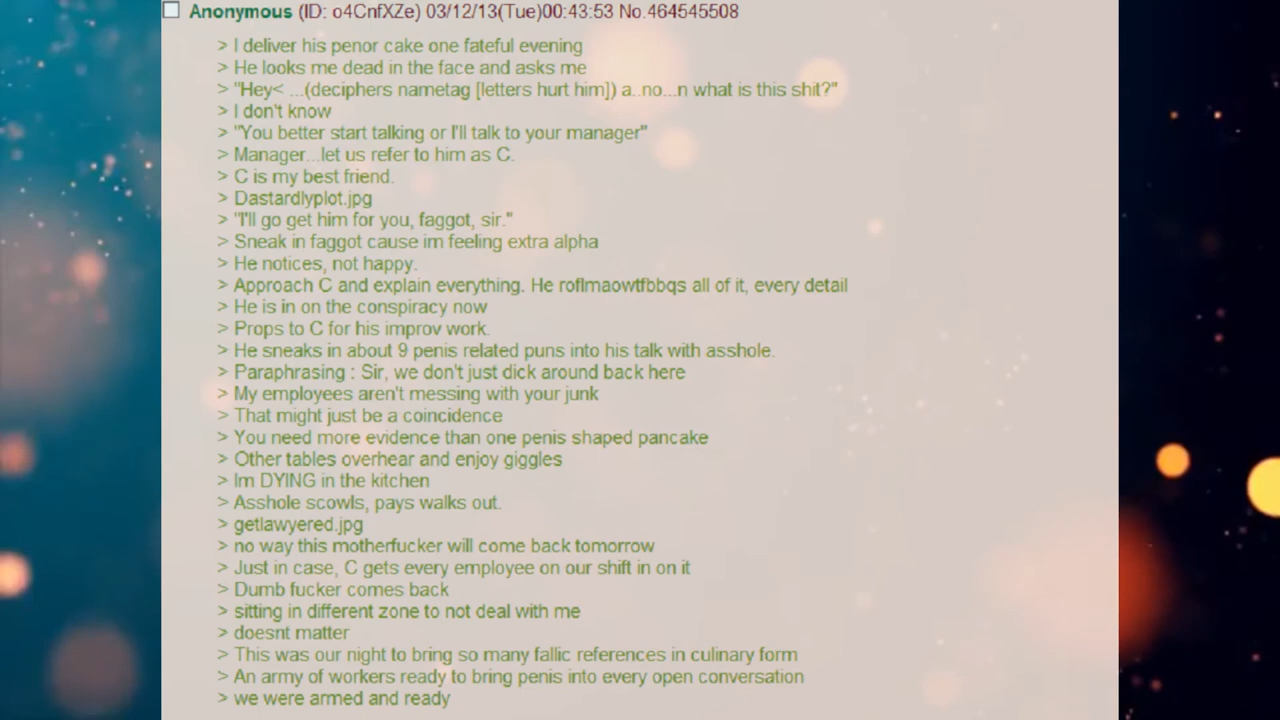 Anonymous (ID: o4CnfXZe) 03/12/13(Tue)00:43:53 No.464545508
> I deliver his penor cake one fateful evening
> He looks me dead in the face and asks me
> "Hey< ...(deciphers nametag [letters hurt him]) a..no...n what is this shit?"
> I don't know
> "You better start talking or I'll talk to your manager"
> Manager...let us refer to him as C.
> C is my best friend.
> Dastardlyplot.jpg
> "I'll go get him for you, faggot, sir."
> Sneak in faggot cause im feeling extra alpha
> He notices, not happy.
> Approach C and explain everything. He roflmaowtfbbqs all of it, every detail
> He is in on the conspiracy now
> Props to C for his improv work.
> He sneaks in about 9 penis related puns into his talk with asshole.
> Paraphrasing : Sir, we don't just dick around back here
> My employees aren't messing with your junk
> That might just be a coincidence
> You need more evidence than one penis shaped pancake
> Other tables overhear and enjoy giggles
> Im DYING in the kitchen
> Asshole scowls, pays walks out.
> getlawyered.jpg
> no way this motherfucker will come back tomorrow
> Just in case, C gets every employee on our shift in on it
> Dumb fucker comes back
> sitting in different zone to not deal with me
> doesnt matter
> This was our night to bring so many fallic references in culinary form
> An army of workers ready to bring penis into every open conversation
> we were armed and ready